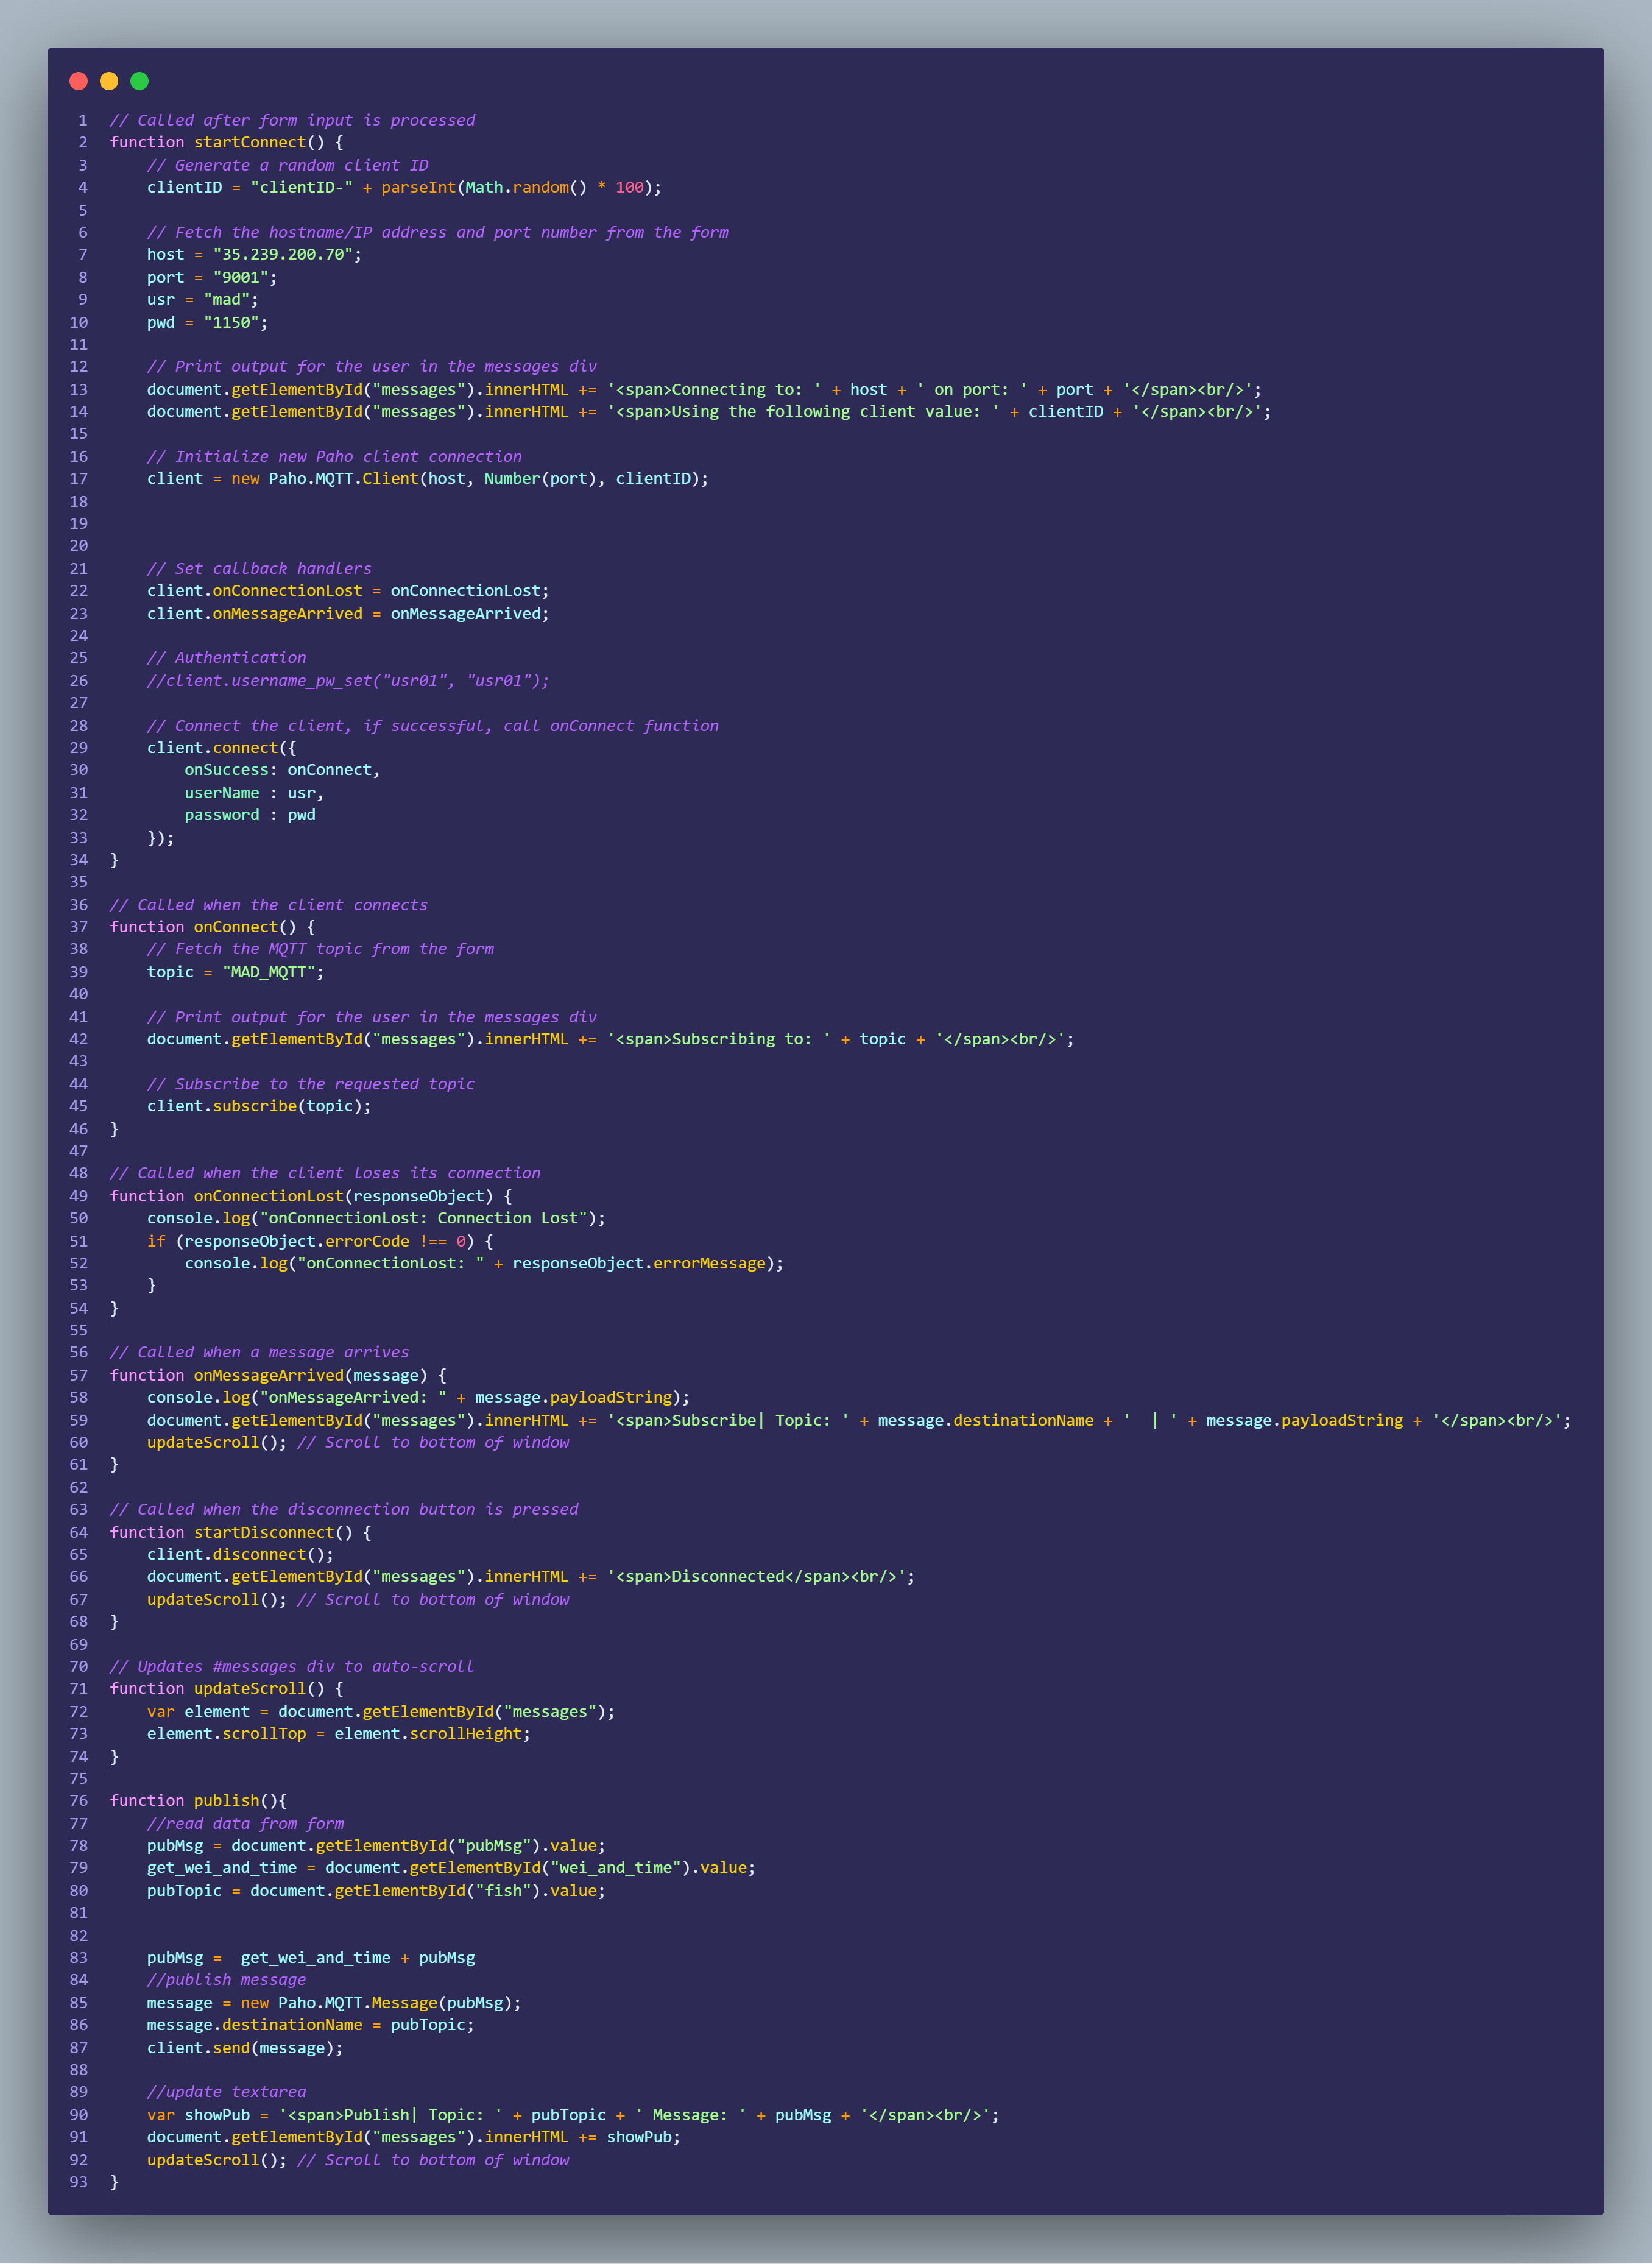 1 // Called after form input is processed
2 function startConnect() {
3     // Generate a random client ID
4     clientID = "clientID-" + parseInt(Math.random() * 100);
5
6     // Fetch the hostname/IP address and port number from the form
7     host = "35.239.200.70";
8     port = "9001";
9     usr = "mad";
10     pwd = "1150";
11
12     // Print output for the user in the messages div
13     document.getElementById("messages").innerHTML += '<span>Connecting to: ' + host + ' on port: ' + port + '</span><br/>';
14     document.getElementById("messages").innerHTML += '<span>Using the following client value: ' + clientID + '</span><br/>';
15
16     // Initialize new Paho client connection
17     client = new Paho.MQTT.Client(host, Number(port), clientID);
18
19
20
21     // Set callback handlers
22     client.onConnectionLost = onConnectionLost;
23     client.onMessageArrived = onMessageArrived;
24
25     // Authentication
26     //client.username_pw_set("usr01", "usr01");
27
28     // Connect the client, if successful, call onConnect function
29     client.connect({
30         onSuccess: onConnect,
31         userName : usr,
32         password : pwd
33     });
34 }
35
36 // Called when the client connects
37 function onConnect() {
38     // Fetch the MQTT topic from the form
39     topic = "MAD_MQTT";
40
41     // Print output for the user in the messages div
42     document.getElementById("messages").innerHTML += '<span>Subscribing to: ' + topic + '</span><br/>';
43
44     // Subscribe to the requested topic
45     client.subscribe(topic);
46 }
47
48 // Called when the client loses its connection
49 function onConnectionLost(responseObject) {
50     console.log("onConnectionLost: Connection Lost");
51     if (responseObject.errorCode !== 0) {
52         console.log("onConnectionLost: " + responseObject.errorMessage);
53     }
54 }
55
56 // Called when a message arrives
57 function onMessageArrived(message) {
58     console.log("onMessageArrived: " + message.payloadString);
59     document.getElementById("messages").innerHTML += '<span>Subscribe| Topic: ' + message.destinationName + '  | ' + message.payloadString + '</span><br/>';
60     updateScroll(); // Scroll to bottom of window
61 }
62
63 // Called when the disconnection button is pressed
64 function startDisconnect() {
65     client.disconnect();
66     document.getElementById("messages").innerHTML += '<span>Disconnected</span><br/>';
67     updateScroll(); // Scroll to bottom of window
68 }
69
70 // Updates #messages div to auto-scroll
71 function updateScroll() {
72     var element = document.getElementById("messages");
73     element.scrollTop = element.scrollHeight;
74 }
75
76 function publish(){
77     //read data from form
78     pubMsg = document.getElementById("pubMsg").value;
79     get_wei_and_time = document.getElementById("wei_and_time").value;
80     pubTopic = document.getElementById("fish").value;
81
82
83     pubMsg =  get_wei_and_time + pubMsg
84     //publish message
85     message = new Paho.MQTT.Message(pubMsg);
86     message.destinationName = pubTopic;
87     client.send(message);
88
89     //update textarea
90     var showPub = '<span>Publish| Topic: ' + pubTopic + ' Message: ' + pubMsg + '</span><br/>';
91     document.getElementById("messages").innerHTML += showPub;
92     updateScroll(); // Scroll to bottom of window
93 }